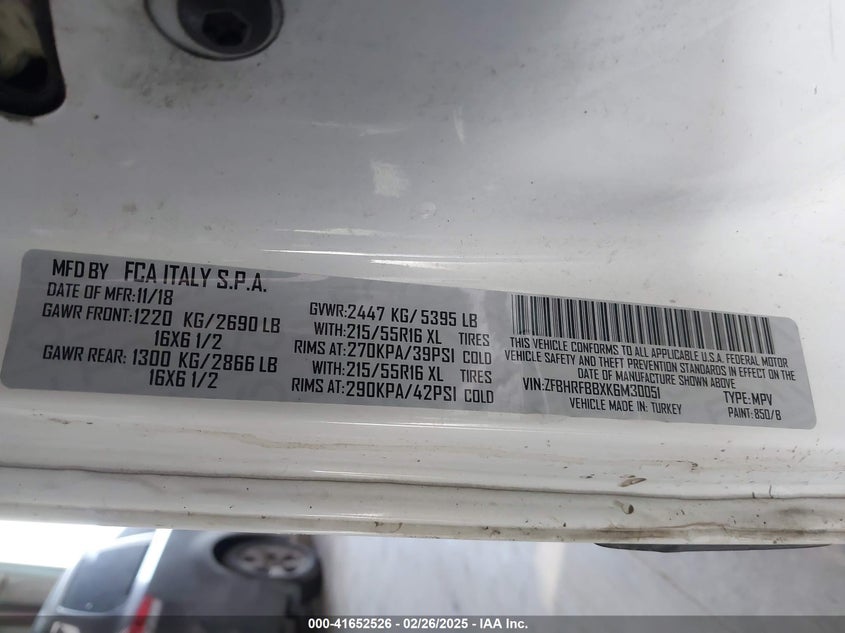 MFD BY FCA ITALY S.P.A.
DATE OF MFR:11/18
GAWR FRONT:1220 KG/2690 LB
16X6 1/2
GAWR REAR: 1300 KG/2866 LB
16X6 1/2
GVWR:2447 KG/5395 LB
WITH:215/55R16 XL TIRES
RIMS AT:270KPA/39PSI COLD
WITH:215/55R16 XL TIRES
RIMS AT:290KPA/42PSI COLD
THIS VEHICLE CONFORMS TO ALL APPLICABLE U.S.A. FEDERAL MOTOR
VEHICLE SAFETY AND THEFT PREVENTION STANDARDS IN EFFECT ON THE
DATE OF MANUFACTURE SHOWN ABOVE
VIN:ZFBHRFBBXK6M30051 TYPE:MPV
VEHICLE MADE IN: TURKEY PAINT: 850/B
000-41652526 - 02/26/2025 - IAA Inc.